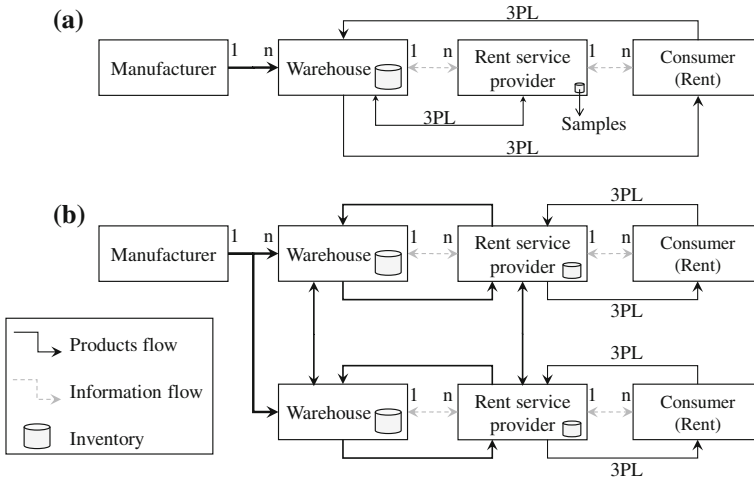 (a)
3PL
Manufacturer
1
n
Warehouse
1
n
Rent service
provider
1
n
Consumer
(Rent)
3PL
Samples
3PL
(b)
3PL
Manufacturer
1
n
Warehouse
1
n
Rent service
provider
1
n
Consumer
(Rent)
3PL
Products flow
Information flow
Inventory
3PL
Warehouse
1
n
Rent service
provider
1
n
Consumer
(Rent)
3PL